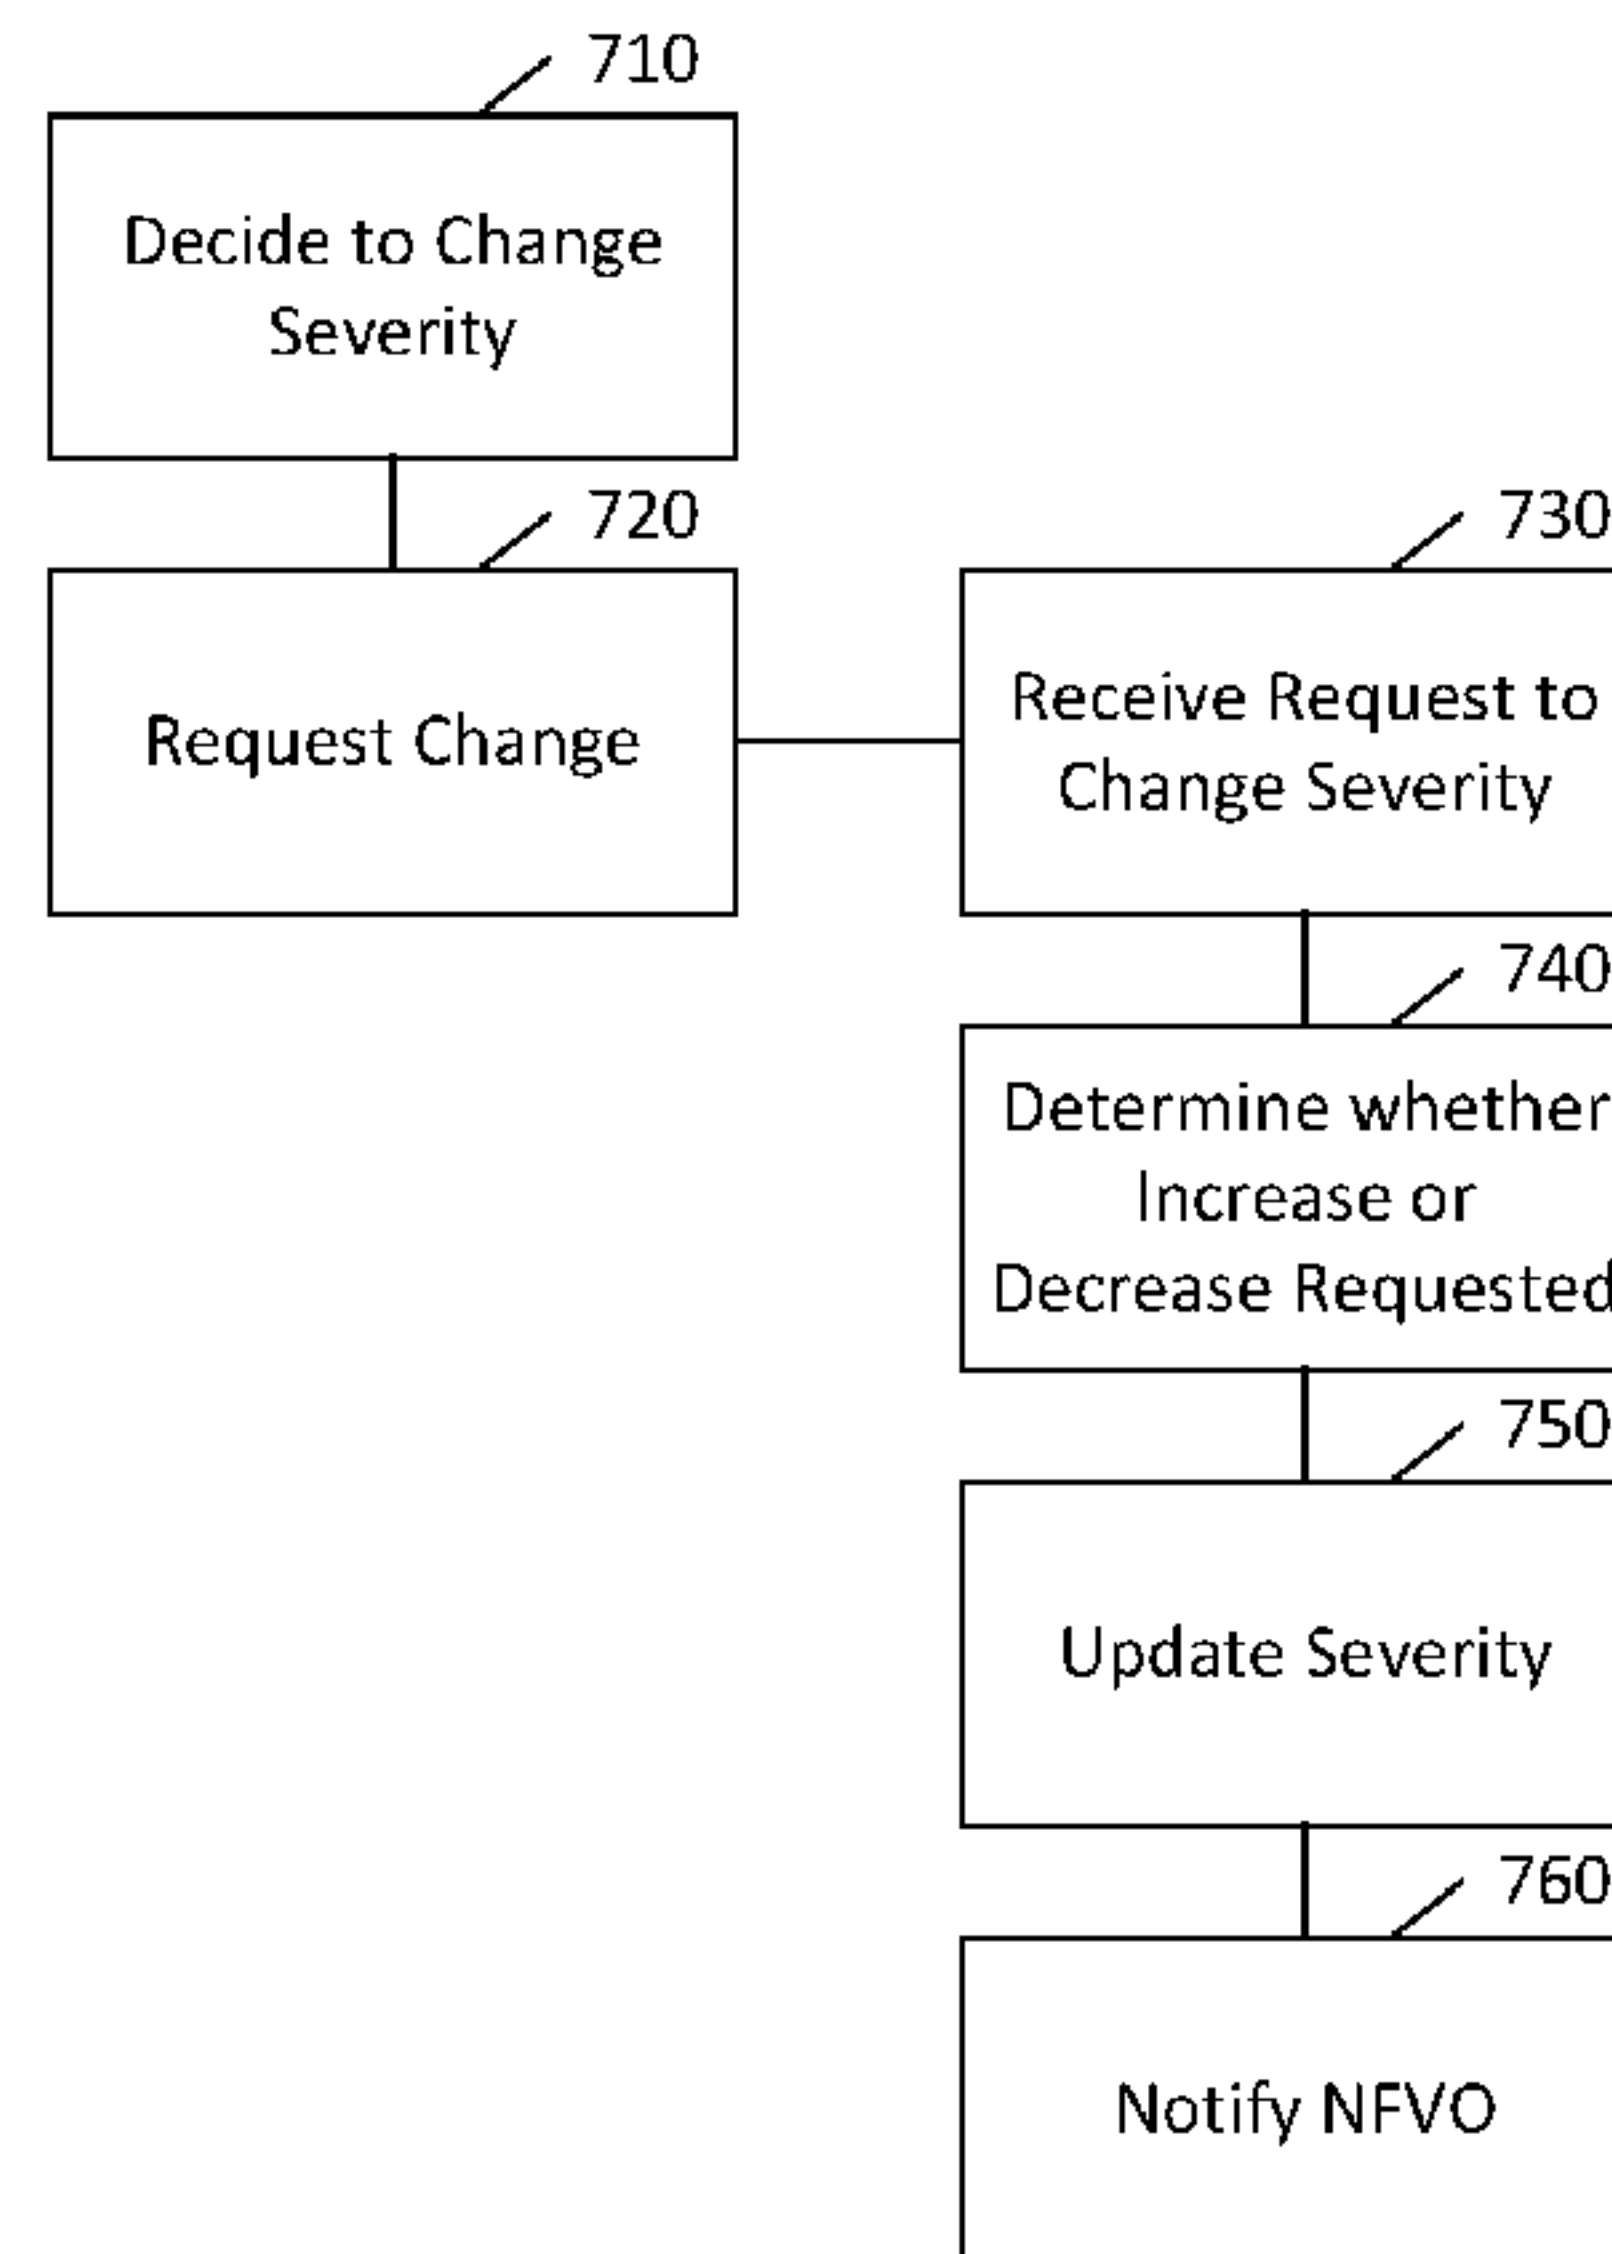 710
Decide to Change
Severity
720
Request Change
730
Receive Request to
Change Severity
740
Determine whether
Increase or
Decrease Requested
750
Update Severity
760
Notify NFVO